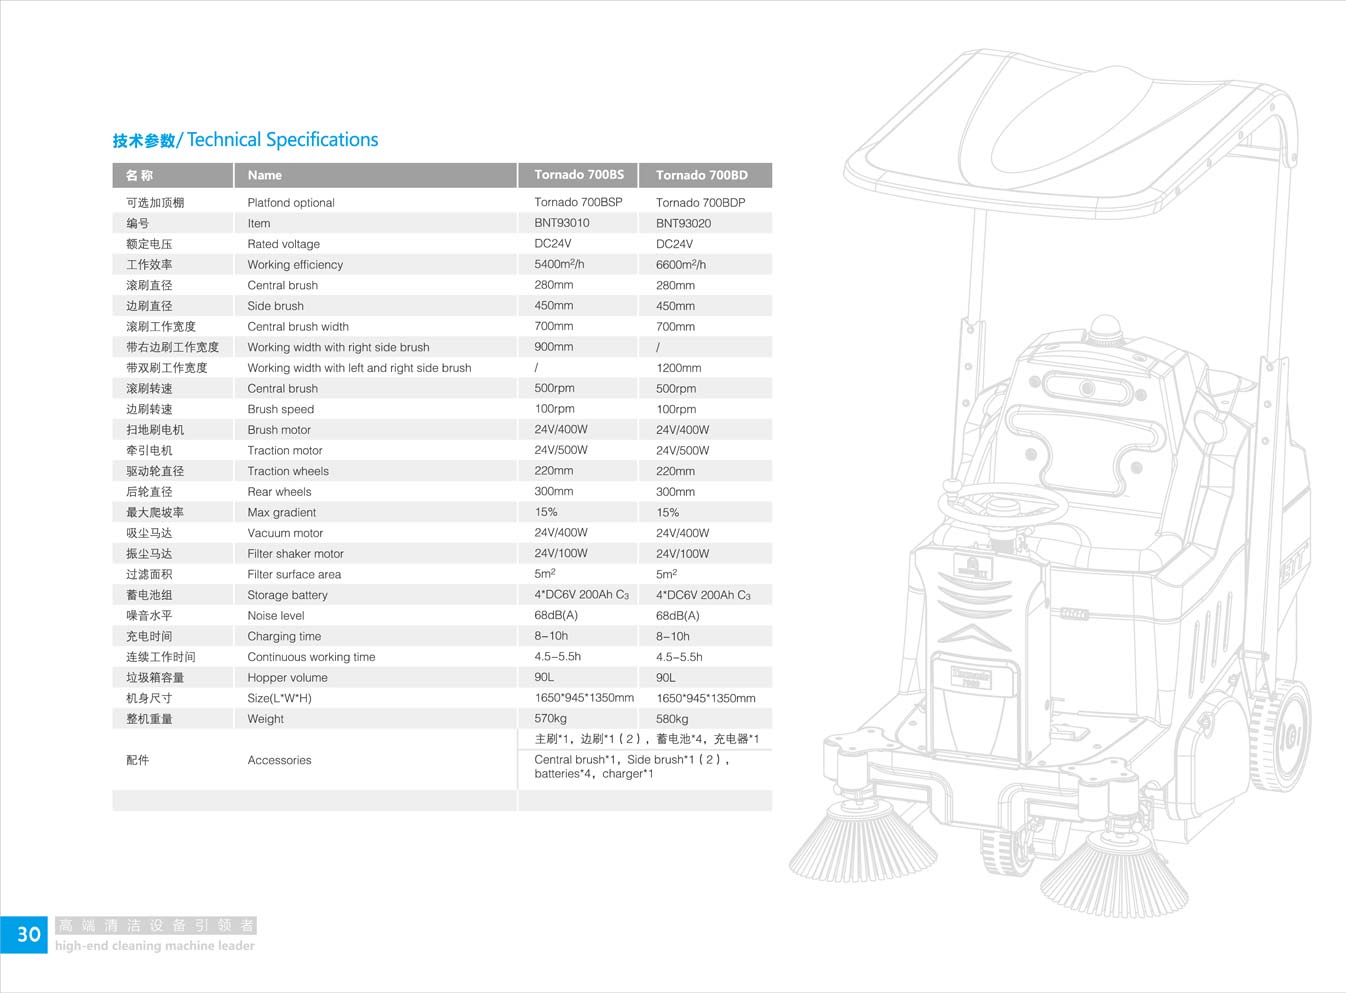 技术参数/ Technical Specifications
名 称 Name Tornado 700BS Tornado 700BD
可选加顶棚 Platfond optional Tornado 700BSP Tornado 700BDP
编号 Item BNT93010 BNT93020
额定电压 Rated voltage DC24V DC24V
工作效率 Working efficiency 5400m²/h 6600m²/h
滚刷直径 Central brush 280mm 280mm
边刷直径 Side brush 450mm 450mm
滚刷工作宽度 Central brush width 700mm 700mm
带右边刷工作宽度 Working width with right side brush 900mm /
带双刷工作宽度 Working width with left and right side brush / 1200mm
滚刷转速 Central brush 500rpm 500rpm
边刷转速 Brush speed 100rpm 100rpm
扫地刷电机 Brush motor 24V/400W 24V/400W
牵引电机 Traction motor 24V/500W 24V/500W
驱动轮直径 Traction wheels 220mm 220mm
后轮直径 Rear wheels 300mm 300mm
最大爬坡率 Max gradient 15% 15%
吸尘马达 Vacuum motor 24V/400W 24V/400W
振尘马达 Filter shaker motor 24V/100W 24V/100W
过滤面积 Filter surface area 5m² 5m²
蓄电池组 Storage battery 4*DC6V 200Ah C₃ 4*DC6V 200Ah C₃
噪音水平 Noise level 68dB(A) 68dB(A)
充电时间 Charging time 8–10h 8–10h
连续工作时间 Continuous working time 4.5–5.5h 4.5–5.5h
垃圾箱容量 Hopper volume 90L 90L
机身尺寸 Size(L*W*H) 1650*945*1350mm 1650*945*1350mm
整机重量 Weight 570kg 580kg
配件 Accessories 主刷*1，边刷*1（2），蓄电池*4，充电器*1
Central brush*1，Side brush*1（2），
batteries*4，charger*1
30 高端清洁设备引领者
high-end cleaning machine leader